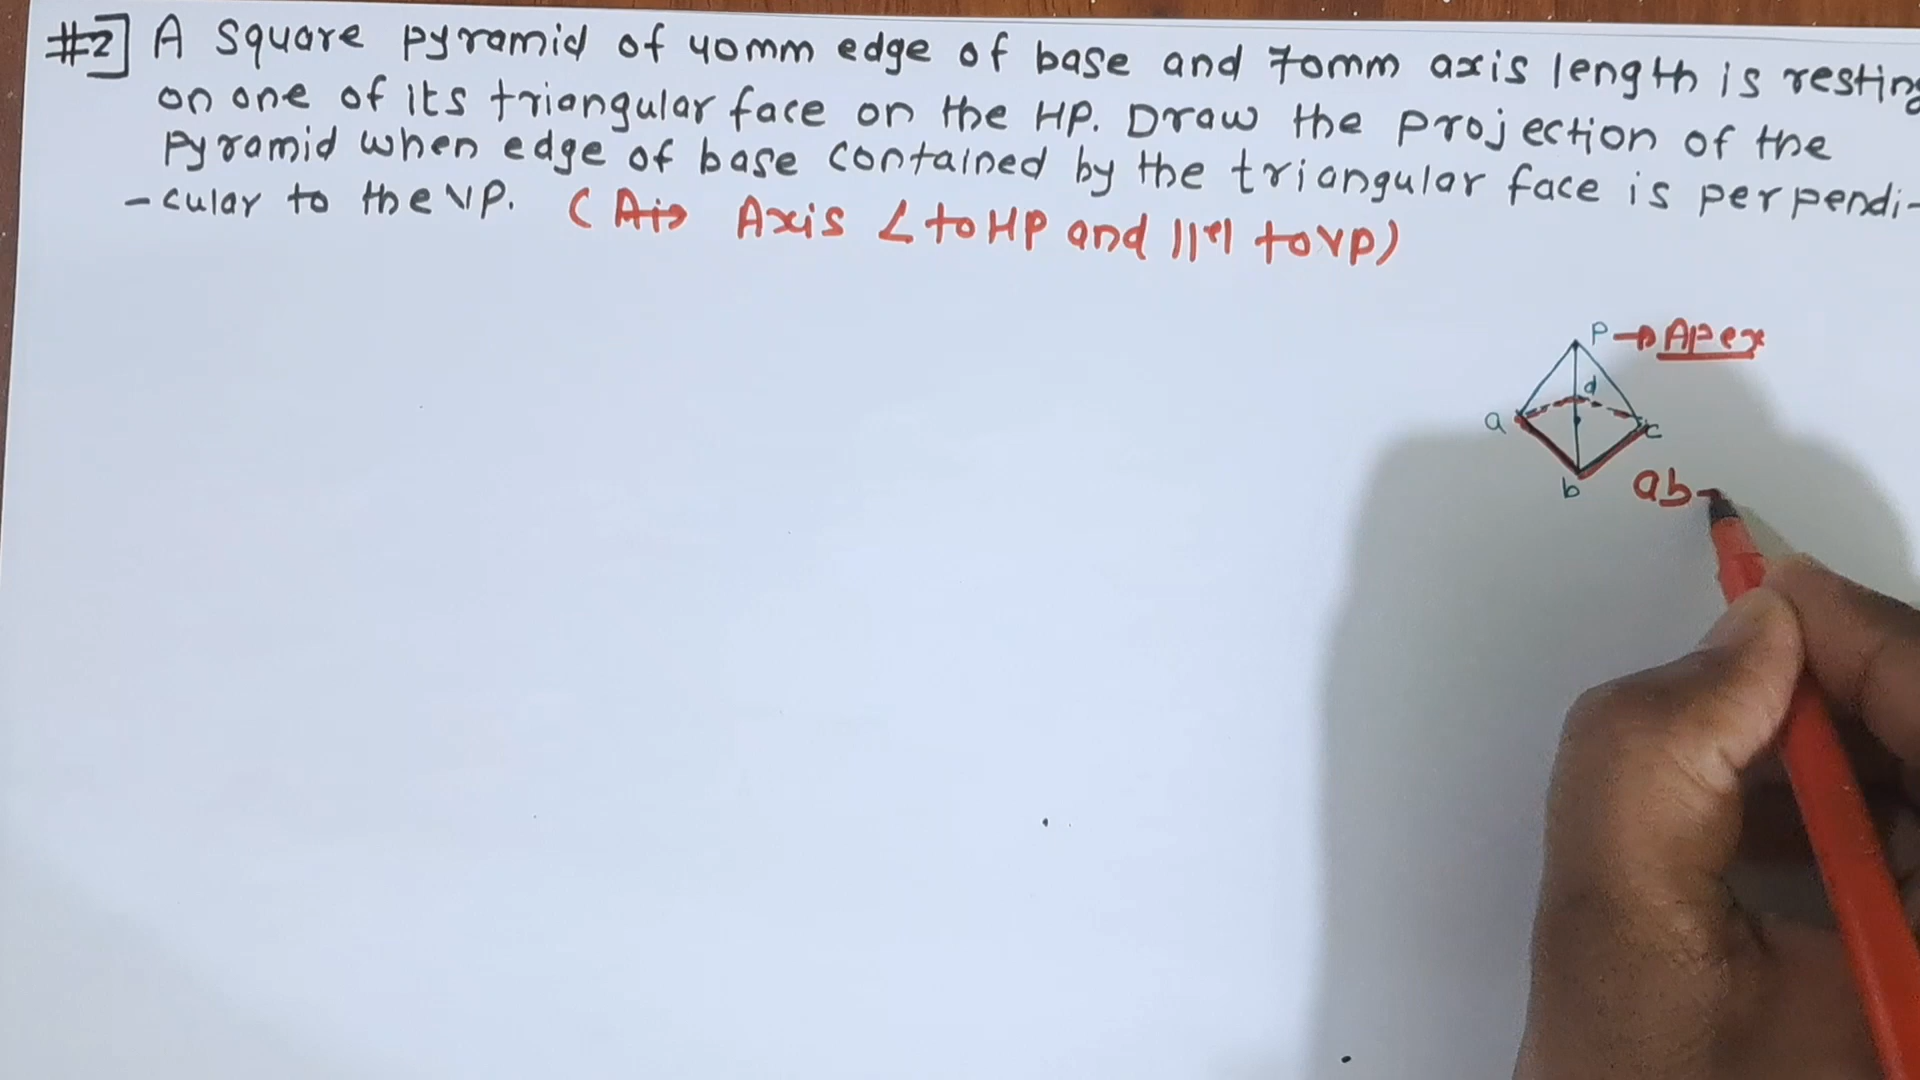 #2] A square pyramid of 40mm edge of base and 70mm axis length is resting
on one of its triangular face on the HP. Draw the projection of the
pyramid when edge of base contained by the triangular face is perpendi-
-cular to the VP. (A̶i̶s̶ Axis ∠ to HP and ||el to VP)
P → Apex
d
a
c
b
ab-